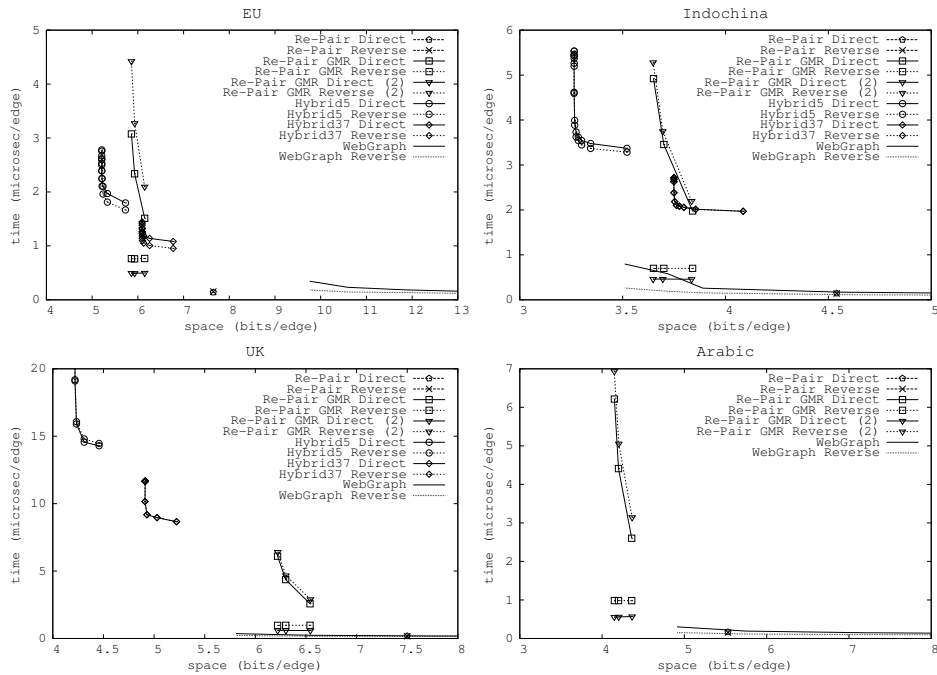 EU
time (microsec/edge)
5
4
3
2
1
0
4 5 6 7 8 9 10 11 12 13
space (bits/edge)
Re-Pair Direct
Re-Pair Reverse
Re-Pair GMR Direct
Re-Pair GMR Reverse
Re-Pair GMR Direct (2)
Re-Pair GMR Reverse (2)
Hybrid5 Direct
Hybrid5 Reverse
Hybrid37 Direct
Hybrid37 Reverse
WebGraph
WebGraph Reverse
Indochina
time (microsec/edge)
6
5
4
3
2
1
0
3 3.5 4 4.5 5
space (bits/edge)
Re-Pair Direct
Re-Pair Reverse
Re-Pair GMR Direct
Re-Pair GMR Reverse
Re-Pair GMR Direct (2)
Re-Pair GMR Reverse (2)
Hybrid5 Direct
Hybrid5 Reverse
Hybrid37 Direct
Hybrid37 Reverse
WebGraph
WebGraph Reverse
UK
time (microsec/edge)
20
15
10
5
0
4 4.5 5 5.5 6 6.5 7 7.5 8
space (bits/edge)
Re-Pair Direct
Re-Pair Reverse
Re-Pair GMR Direct
Re-Pair GMR Reverse
Re-Pair GMR Direct (2)
Re-Pair GMR Reverse (2)
Hybrid5 Direct
Hybrid5 Reverse
Hybrid37 Direct
Hybrid37 Reverse
WebGraph
WebGraph Reverse
Arabic
time (microsec/edge)
7
6
5
4
3
2
1
0
3 4 5 6 7 8
space (bits/edge)
Re-Pair Direct
Re-Pair Reverse
Re-Pair GMR Direct
Re-Pair GMR Reverse
Re-Pair GMR Direct (2)
Re-Pair GMR Reverse (2)
WebGraph
WebGraph Reverse